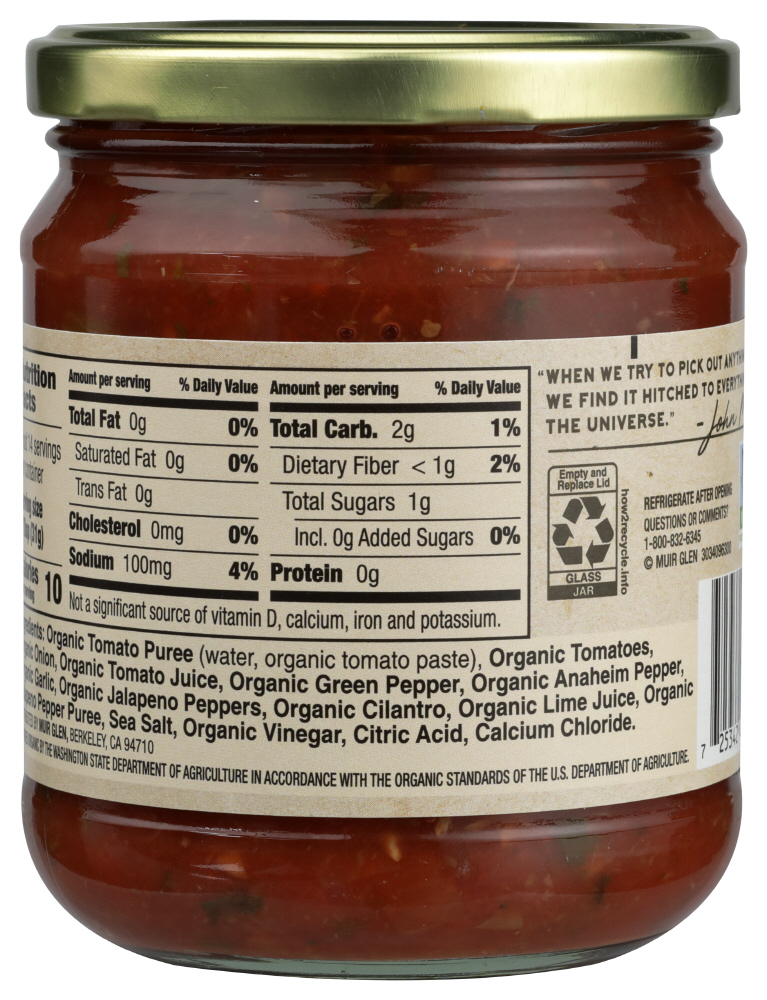 Amount per serving % Daily Value
Total Fat 0g 0%
Saturated Fat 0g 0%
Trans Fat 0g
Cholesterol 0mg 0%
Sodium 100mg 4%
Amount per serving % Daily Value
Total Carb. 2g 1%
Dietary Fiber < 1g 2%
Total Sugars 1g
Incl. 0g Added Sugars 0%
Protein 0g
14 servings
10
Not a significant source of vitamin D, calcium, iron and potassium.
Organic Tomato Puree (water, organic tomato paste), Organic Tomatoes,
Onion, Organic Tomato Juice, Organic Green Pepper, Organic Anaheim Pepper,
Garlic, Organic Jalapeno Peppers, Organic Cilantro, Organic Lime Juice, Organic
Pepper Puree, Sea Salt, Organic Vinegar, Citric Acid, Calcium Chloride.
BY MUIR GLEN, BERKELEY, CA 94710
BY THE WASHINGTON STATE DEPARTMENT OF AGRICULTURE IN ACCORDANCE WITH THE ORGANIC STANDARDS OF THE U.S. DEPARTMENT OF AGRICULTURE.
"WHEN WE TRY TO PICK OUT
WE FIND IT HITCHED TO
THE UNIVERSE."
- John
Empty and
Replace Lid
GLASS
JAR
how2recycle.info
REFRIGERATE AFTER OPENING
QUESTIONS OR COMMENTS?
1-800-832-6345
© MUIR GLEN 3034096300
7